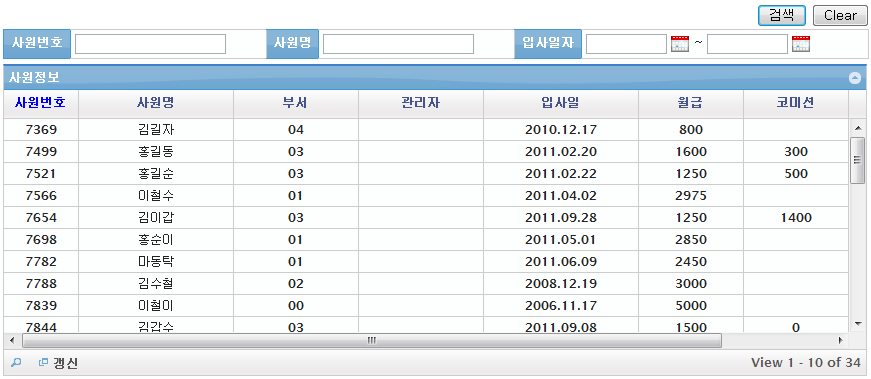 검색 Clear
사원번호 사원명 입사일자 ~
사원정보
사원번호 사원명 부서 관리자 입사일 월급 코미션
7369 김길자 04 2010.12.17 800
7499 홍길동 03 2011.02.20 1600 300
7521 홍길순 03 2011.02.22 1250 500
7566 이철수 01 2011.04.02 2975
7654 김이갑 03 2011.09.28 1250 1400
7698 홍순이 01 2011.05.01 2850
7782 마동탁 01 2011.06.09 2450
7788 김수철 02 2008.12.19 3000
7839 이철이 00 2006.11.17 5000
7844 김갑수 03 2011.09.08 1500 0
갱신 View 1 - 10 of 34